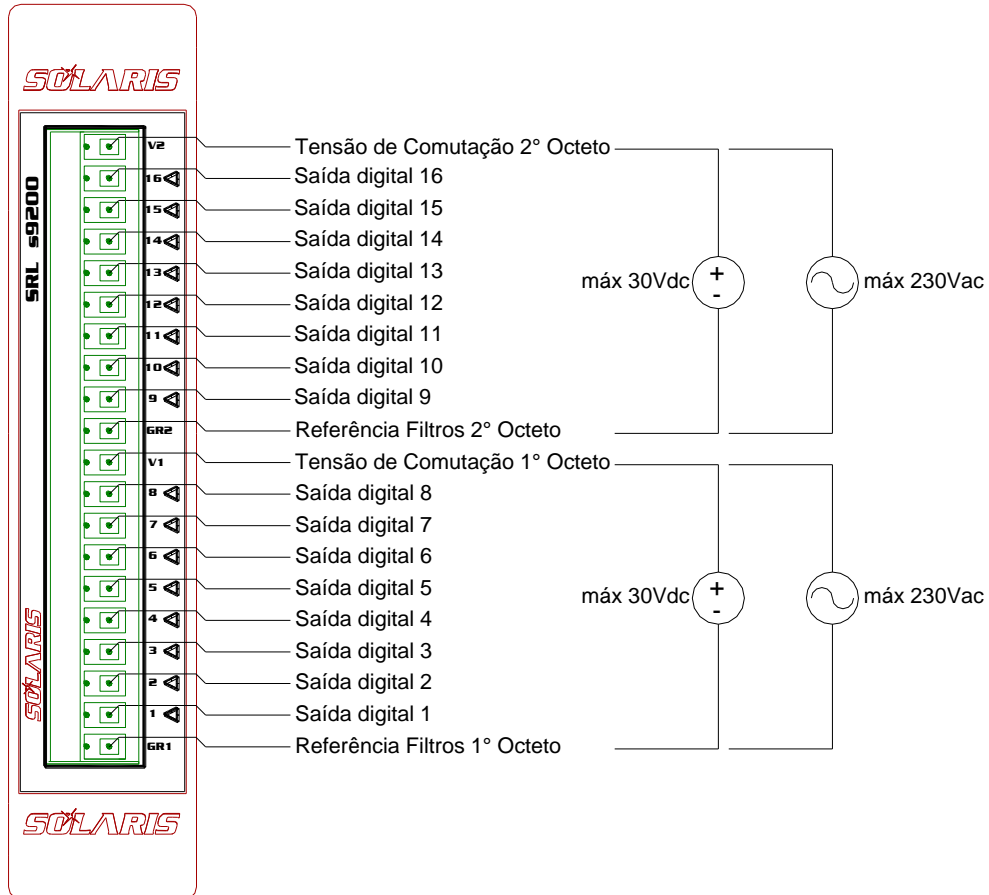 SOLARIS
SRL s9200
V2 Tensão de Comutação 2° Octeto
16 Saída digital 16
15 Saída digital 15
14 Saída digital 14
13 Saída digital 13
12 Saída digital 12
11 Saída digital 11
10 Saída digital 10
9 Saída digital 9
GR2 Referência Filtros 2° Octeto
máx 30Vdc + - máx 230Vac
V1 Tensão de Comutação 1° Octeto
8 Saída digital 8
7 Saída digital 7
6 Saída digital 6
5 Saída digital 5
4 Saída digital 4
3 Saída digital 3
2 Saída digital 2
1 Saída digital 1
GR1 Referência Filtros 1° Octeto
máx 30Vdc + - máx 230Vac
SOLARIS
SOLARIS